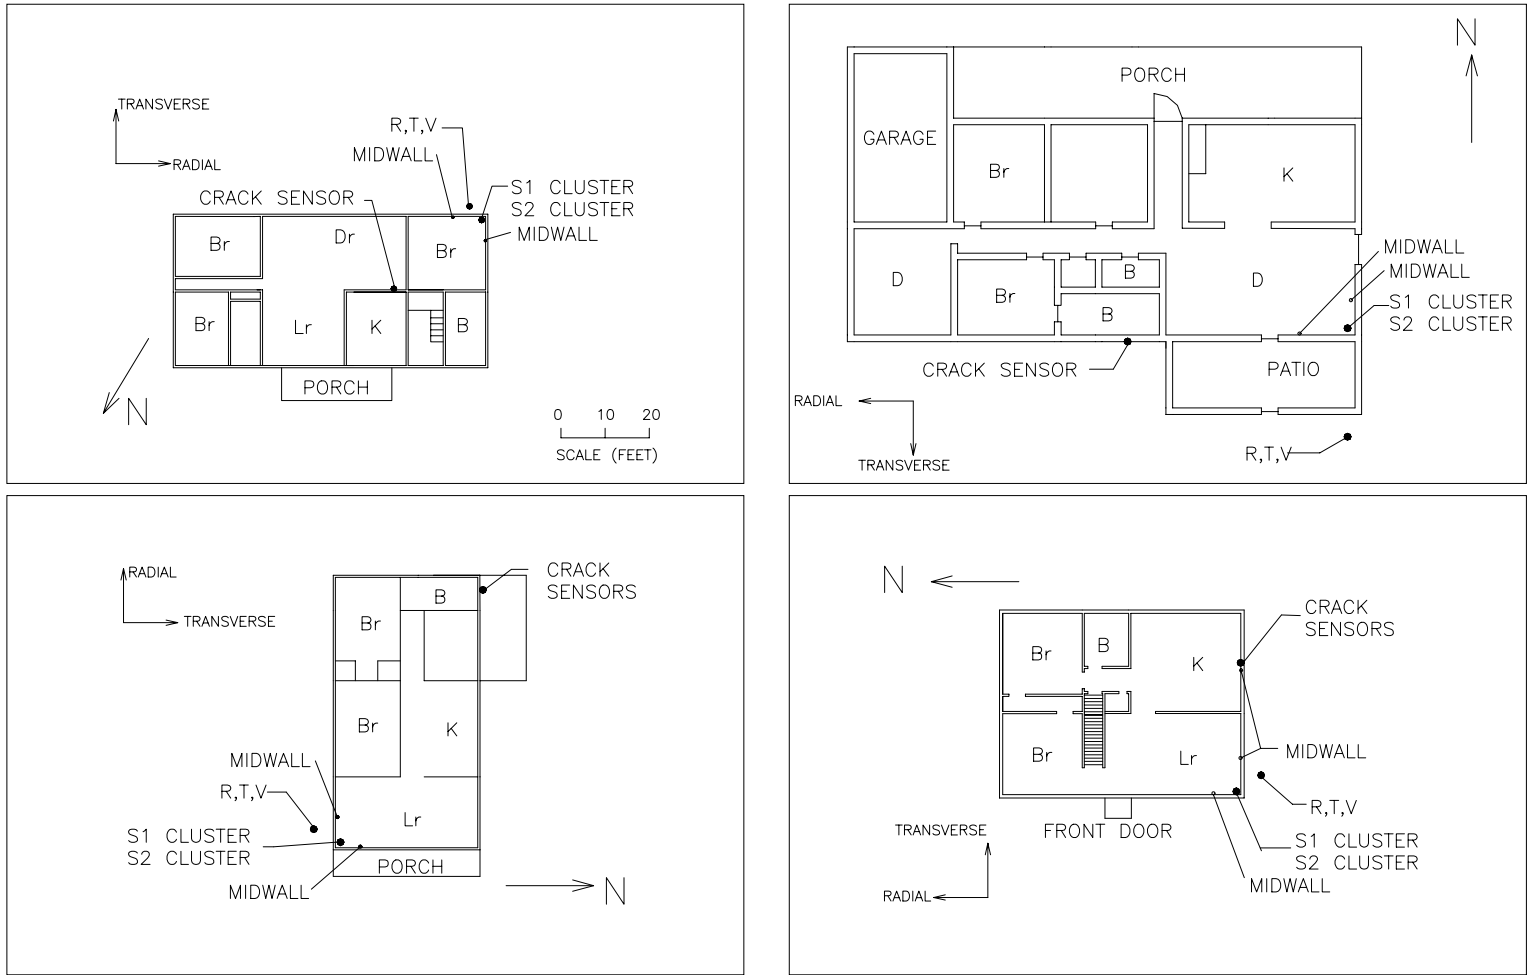 TRANSVERSE
RADIAL
R,T,V
MIDWALL
CRACK SENSOR
S1 CLUSTER
S2 CLUSTER
MIDWALL
Br
Dr
Br
Br
Lr
K
B
PORCH
N
0 10 20
SCALE (FEET)
N
PORCH
GARAGE
Br
K
MIDWALL
MIDWALL
D
Br
B
B
D
S1 CLUSTER
S2 CLUSTER
CRACK SENSOR
PATIO
RADIAL
TRANSVERSE
R,T,V
RADIAL
TRANSVERSE
CRACK
SENSORS
B
Br
Br
K
MIDWALL
R,T,V
Lr
S1 CLUSTER
S2 CLUSTER
PORCH
MIDWALL
N
N
CRACK
SENSORS
Br
B
K
Br
Lr
MIDWALL
R,T,V
TRANSVERSE
FRONT DOOR
S1 CLUSTER
S2 CLUSTER
MIDWALL
RADIAL